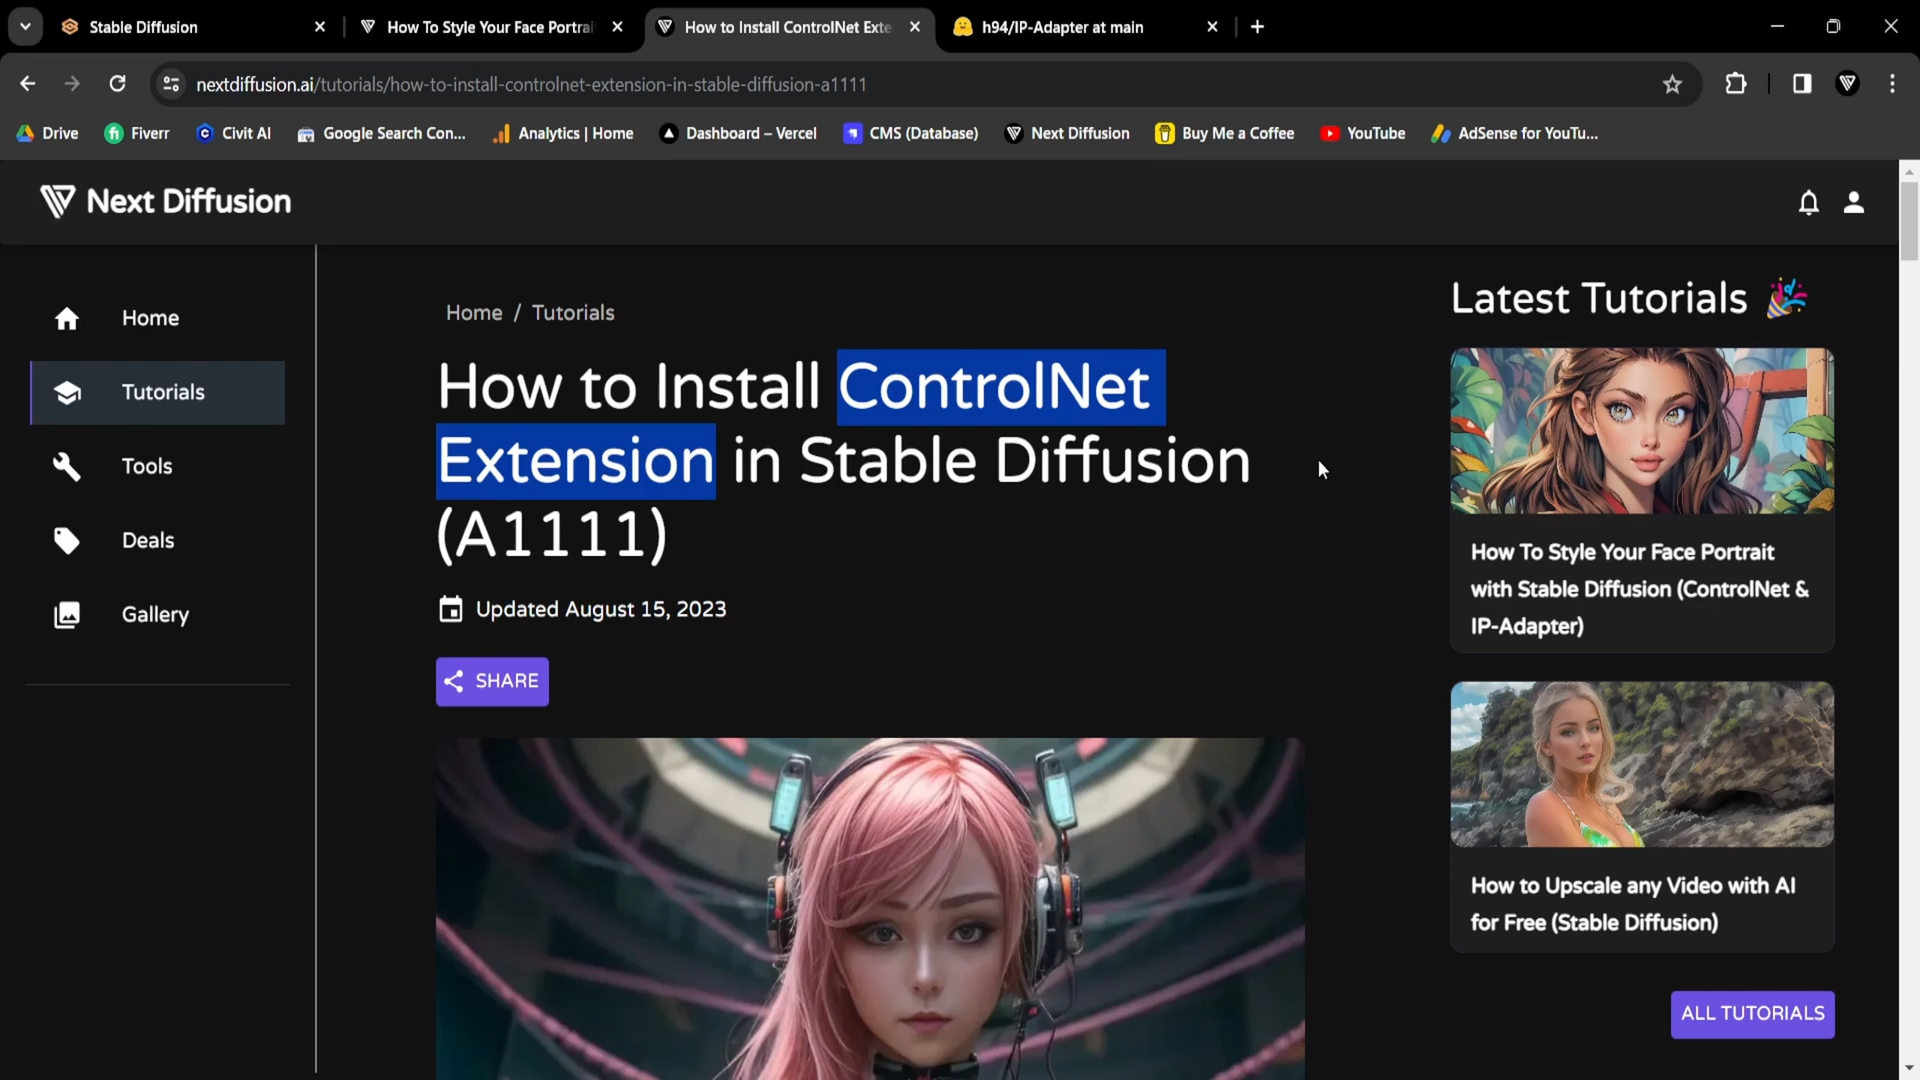 Stable Diffusion
How To Style Your Face Portrai
How to Install ControlNet Exte
h94/IP-Adapter at main
nextdiffusion.ai/tutorials/how-to-install-controlnet-extension-in-stable-diffusion-a1111
Drive
Fiverr
Civit AI
Google Search Con...
Analytics | Home
Dashboard – Vercel
CMS (Database)
Next Diffusion
Buy Me a Coffee
YouTube
AdSense for YouTu...
Next Diffusion
Home
Tutorials
Tools
Deals
Gallery
Home / Tutorials
How to Install ControlNet
Extension in Stable Diffusion
(A1111)
Updated August 15, 2023
SHARE
Latest Tutorials 🎉
How To Style Your Face Portrait
with Stable Diffusion (ControlNet &
IP-Adapter)
How to Upscale any Video with AI
for Free (Stable Diffusion)
ALL TUTORIALS